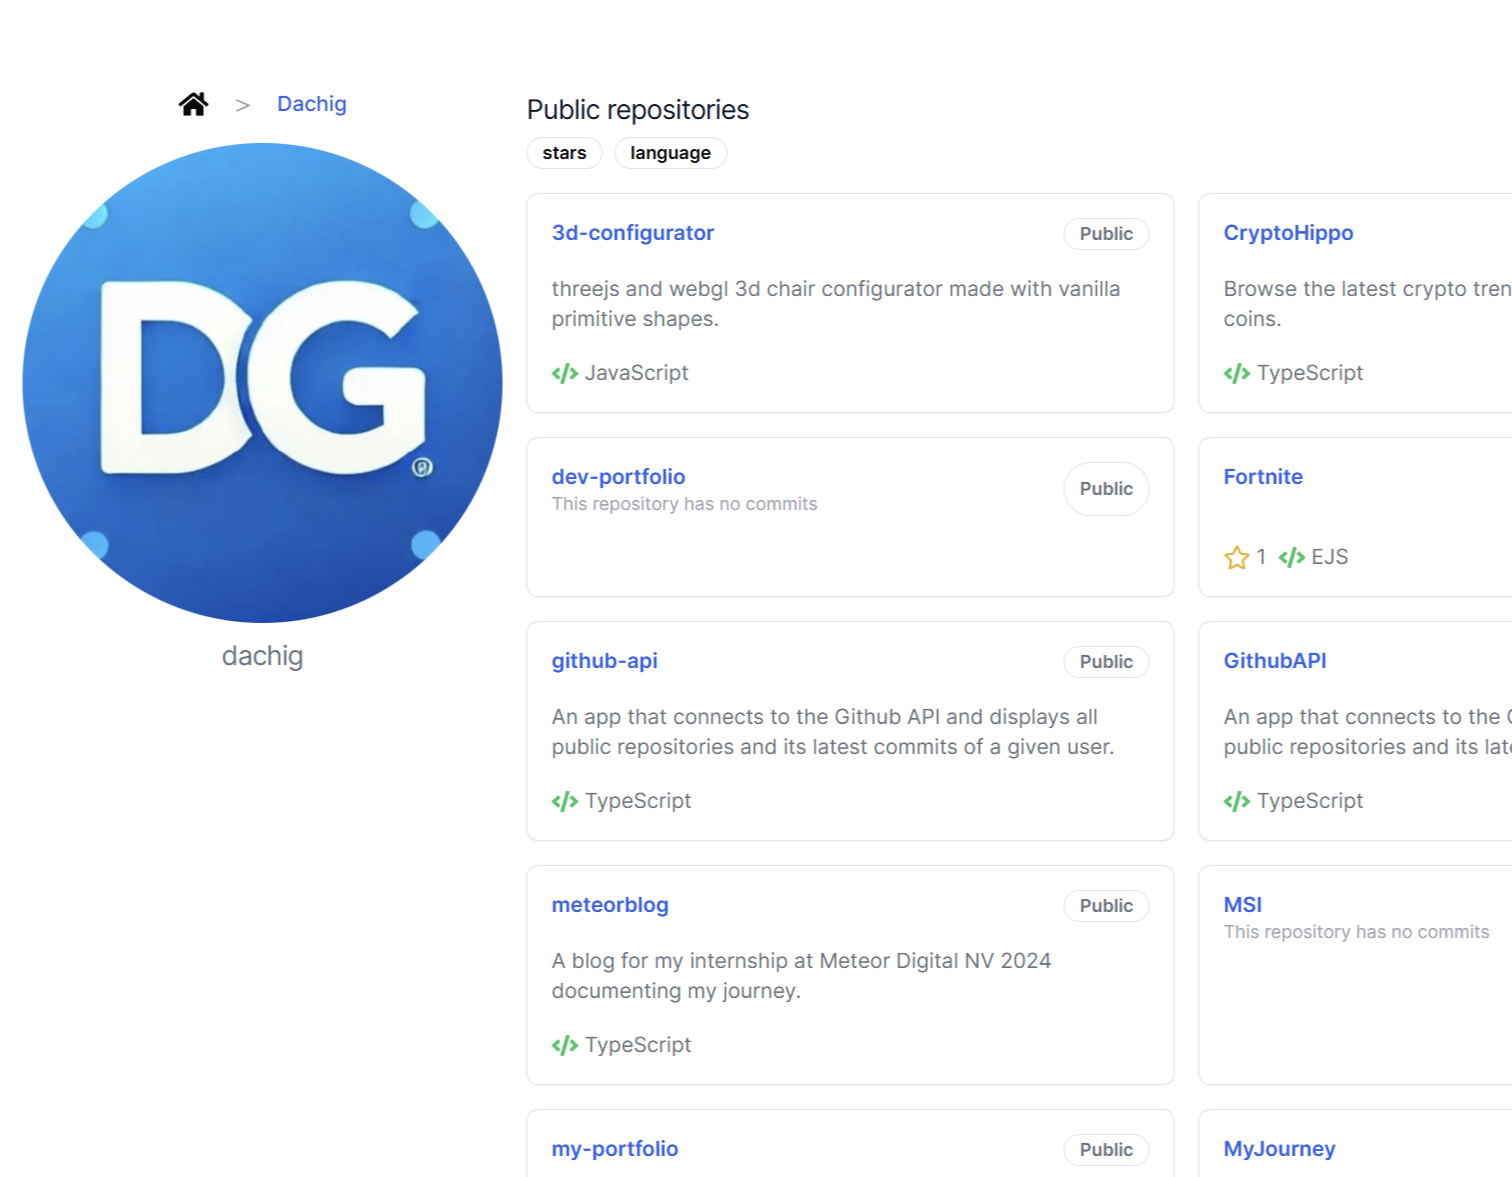 > Dachig
DG
dachig
Public repositories
stars language
3d-configurator Public
threejs and webgl 3d chair configurator made with vanilla
primitive shapes.
</> JavaScript
CryptoHippo
Browse the latest crypto tren
coins.
</> TypeScript
dev-portfolio Public
This repository has no commits
Fortnite
1 </> EJS
github-api Public
An app that connects to the Github API and displays all
public repositories and its latest commits of a given user.
</> TypeScript
GithubAPI
An app that connects to the
public repositories and its late
</> TypeScript
meteorblog Public
A blog for my internship at Meteor Digital NV 2024
documenting my journey.
</> TypeScript
MSI
This repository has no commits
my-portfolio Public
MyJourney